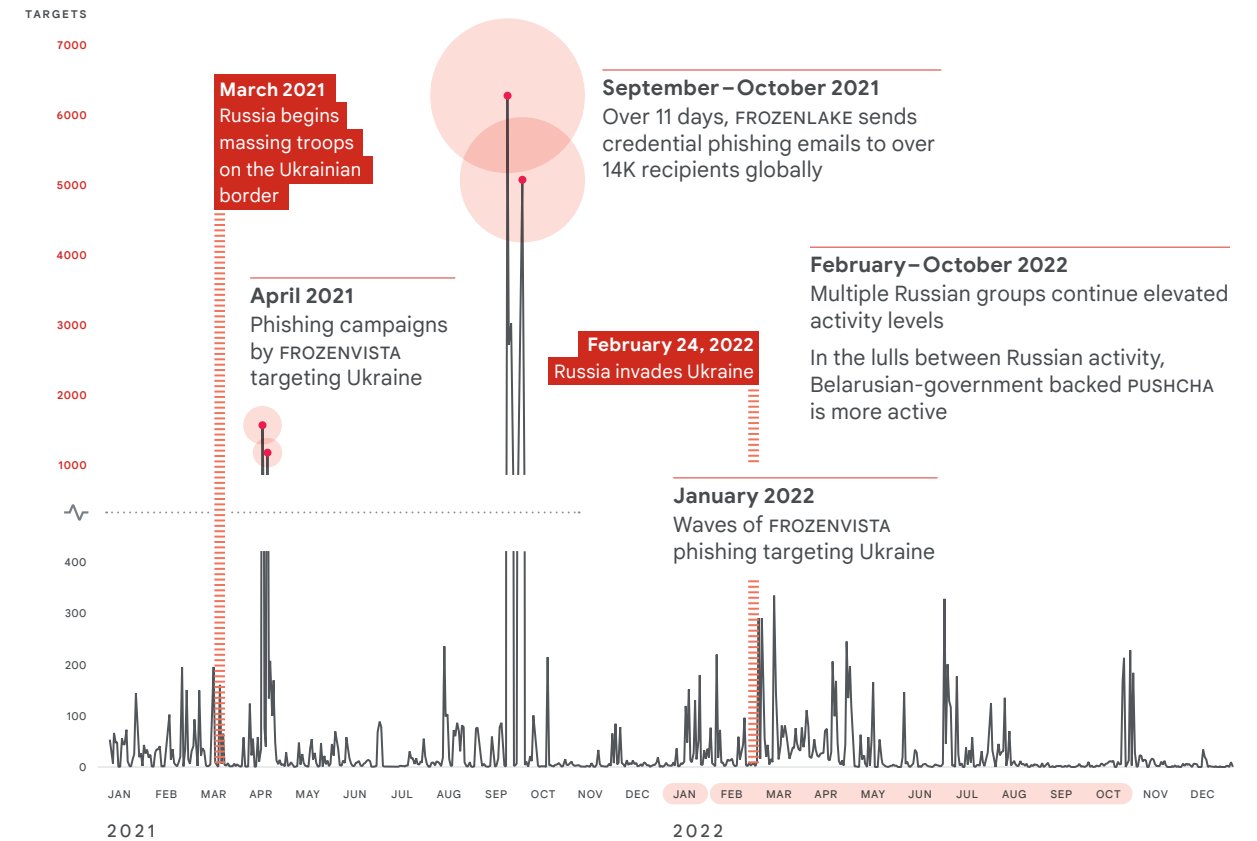 TARGETS
7000
6000
5000
4000
3000
2000
1000
400
300
200
100
0
March 2021
Russia begins
massing troops
on the Ukrainian
border
April 2021
Phishing campaigns
by FROZENVISTA
targeting Ukraine
September–October 2021
Over 11 days, FROZENLAKE sends
credential phishing emails to over
14K recipients globally
February 24, 2022
Russia invades Ukraine
January 2022
Waves of FROZENVISTA
phishing targeting Ukraine
February–October 2022
Multiple Russian groups continue elevated
activity levels
In the lulls between Russian activity,
Belarusian-government backed PUSHCHA
is more active
JAN FEB MAR APR MAY JUN JUL AUG SEP OCT NOV DEC JAN FEB MAR APR MAY JUN JUL AUG SEP OCT NOV DEC
2021 2022